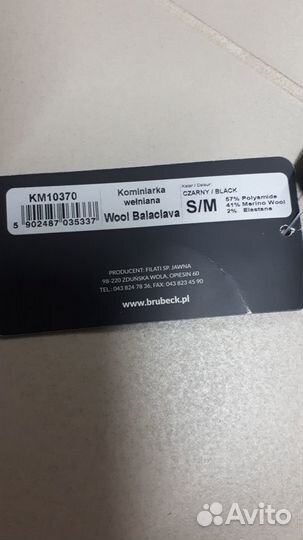 KM10370
5 902487 035337
Kominiarka
wełniana
Wool Balaclava
Kolor / Colour
CZARNY / BLACK
S/M
57% Polyamide
41% Merino Wool
2% Elastane
PRODUCENT: FILATI SP. JAWNA
98-220 ZDUŃSKA WOLA, OPIESIN 60
TEL.: 043 824 78 36, FAX: 043 823 45 90
www.brubeck.pl
Avito